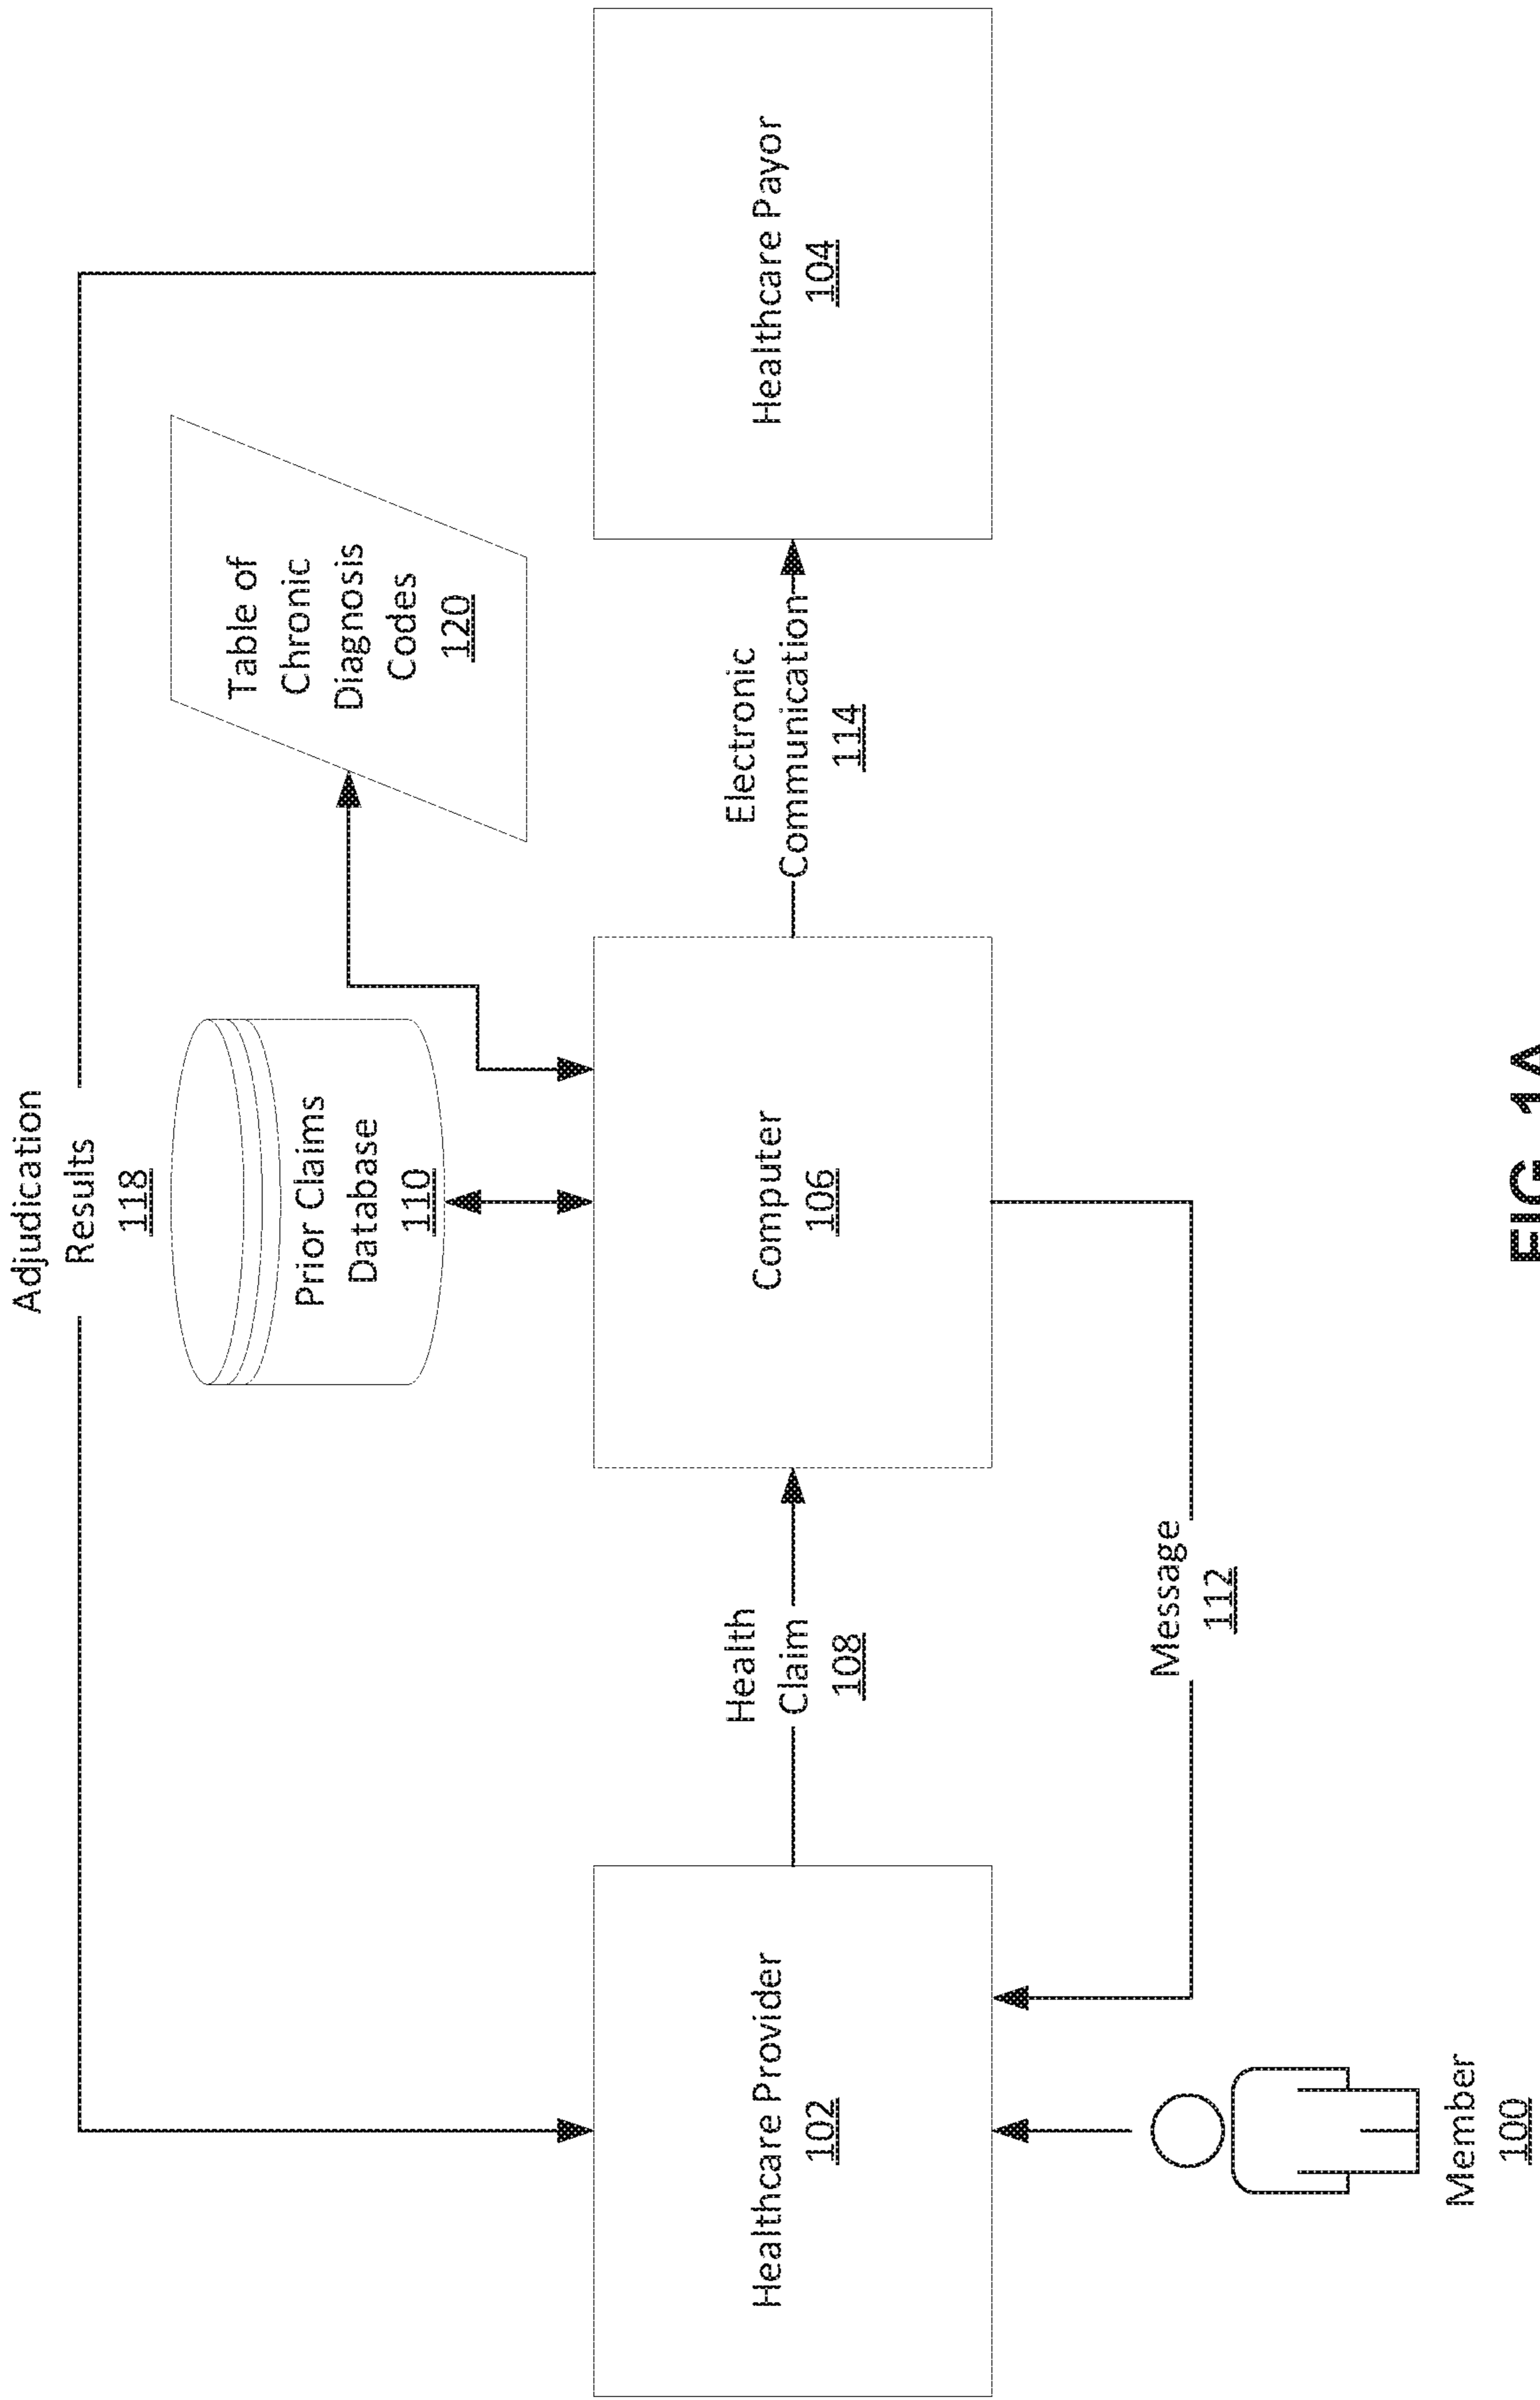 Adjudication
Results
118
Prior Claims
Database
110
Table of
Chronic
Diagnosis
Codes
120
Healthcare Provider
102
Health
Claim
108
Computer
106
Electronic
Communication
114
Healthcare Payor
104
Message
112
Member
100
FIG. 1A